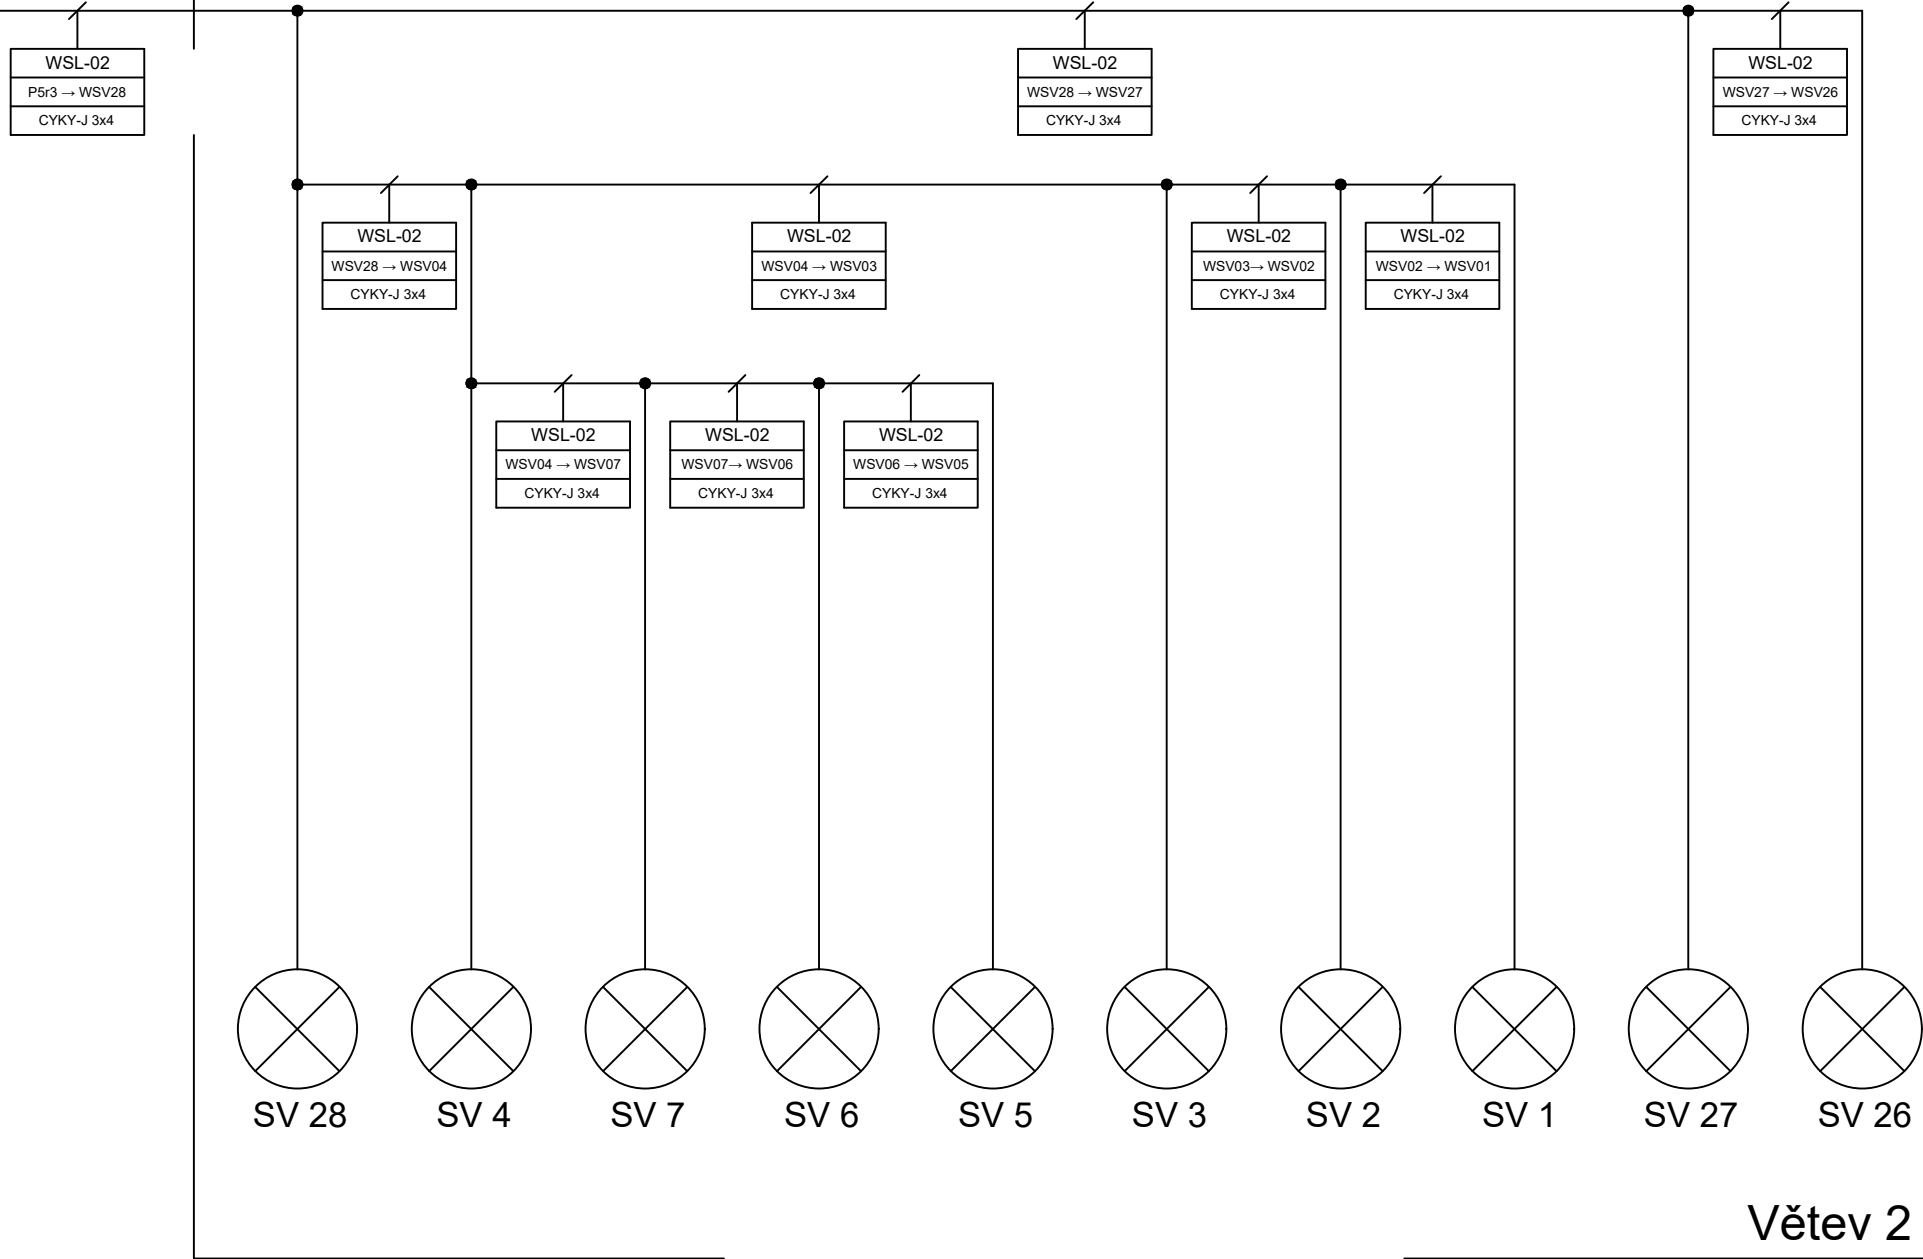 WSL-02
P5r3 → WSV28
CYKY-J 3x4
WSL-02
WSV28 → WSV27
CYKY-J 3x4
WSL-02
WSV27 → WSV26
CYKY-J 3x4
WSL-02
WSV28 → WSV04
CYKY-J 3x4
WSL-02
WSV04 → WSV03
CYKY-J 3x4
WSL-02
WSV03→ WSV02
CYKY-J 3x4
WSL-02
WSV02 → WSV01
CYKY-J 3x4
WSL-02
WSV04 → WSV07
CYKY-J 3x4
WSL-02
WSV07→ WSV06
CYKY-J 3x4
WSL-02
WSV06 → WSV05
CYKY-J 3x4
SV 28
SV 4
SV 7
SV 6
SV 5
SV 3
SV 2
SV 1
SV 27
SV 26
Větev 2